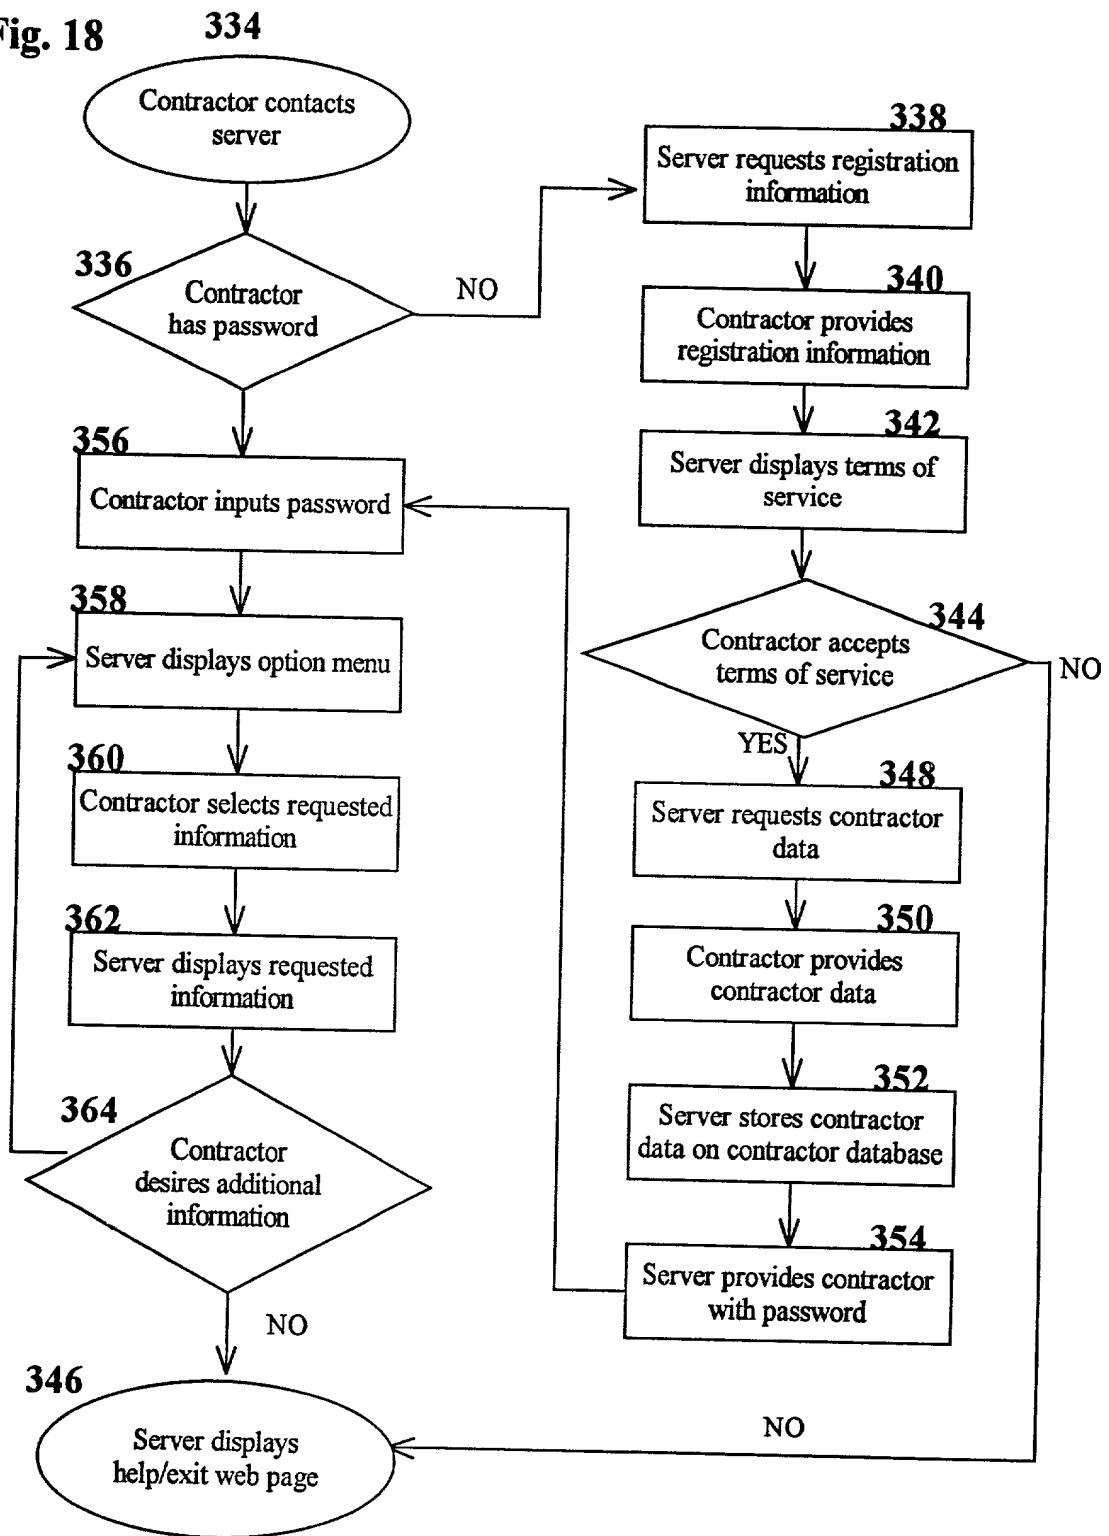 Fig. 18
334
Contractor contacts
server
336
Contractor
has password
NO
338
Server requests registration
information
340
Contractor provides
registration information
342
Server displays terms of
service
344
Contractor accepts
terms of service
NO
YES
348
Server requests contractor
data
350
Contractor provides
contractor data
352
Server stores contractor
data on contractor database
354
Server provides contractor
with password
356
Contractor inputs password
358
Server displays option menu
360
Contractor selects requested
information
362
Server displays requested
information
364
Contractor
desires additional
information
NO
346
Server displays
help/exit web page
NO